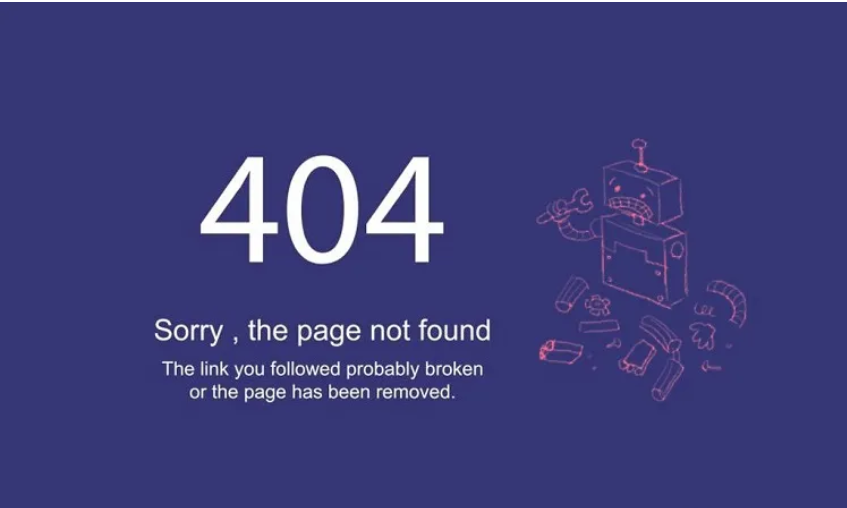 404
Sorry , the page not found
The link you followed probably broken
or the page has been removed.